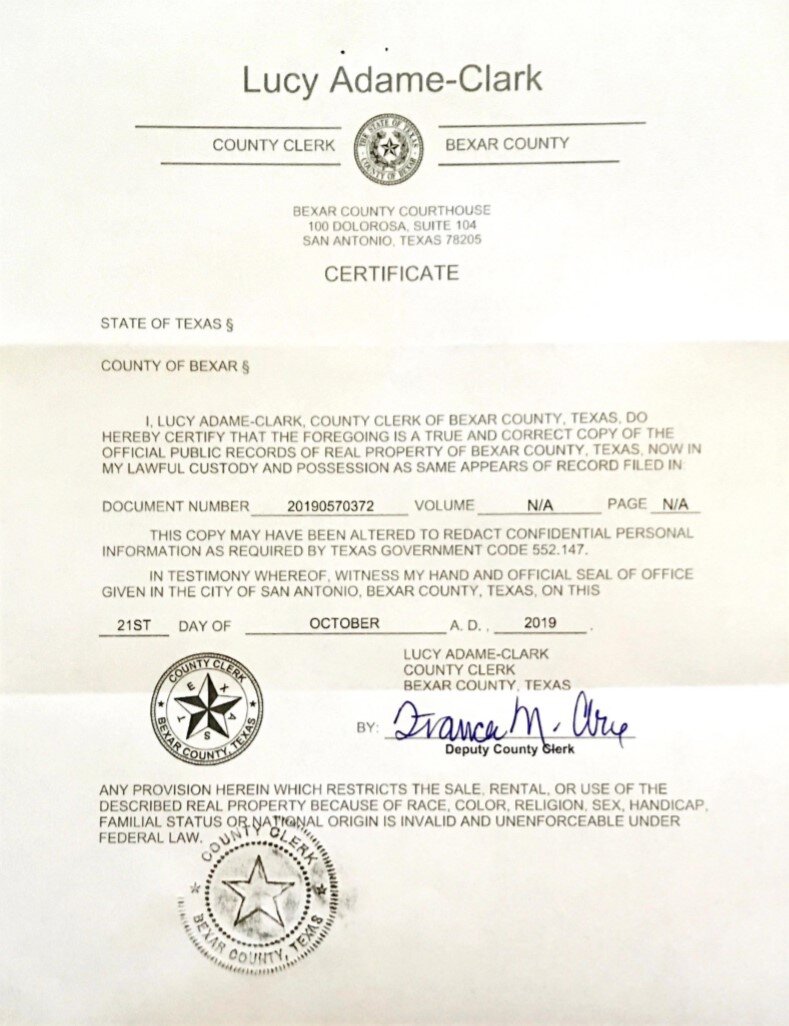 Lucy Adame-Clark
COUNTY CLERK
THE STATE OF TEXAS
COUNTY OF BEXAR
BEXAR COUNTY
BEXAR COUNTY COURTHOUSE
100 DOLOROSA, SUITE 104
SAN ANTONIO, TEXAS 78205
CERTIFICATE
STATE OF TEXAS §
COUNTY OF BEXAR §
I, LUCY ADAME-CLARK, COUNTY CLERK OF BEXAR COUNTY, TEXAS, DO
HEREBY CERTIFY THAT THE FOREGOING IS A TRUE AND CORRECT COPY OF THE
OFFICIAL PUBLIC RECORDS OF REAL PROPERTY OF BEXAR COUNTY, TEXAS, NOW IN
MY LAWFUL CUSTODY AND POSSESSION AS SAME APPEARS OF RECORD FILED IN
DOCUMENT NUMBER 20190570372 VOLUME N/A PAGE N/A
THIS COPY MAY HAVE BEEN ALTERED TO REDACT CONFIDENTIAL PERSONAL
INFORMATION AS REQUIRED BY TEXAS GOVERNMENT CODE 552.147.
IN TESTIMONY WHEREOF, WITNESS MY HAND AND OFFICIAL SEAL OF OFFICE
GIVEN IN THE CITY OF SAN ANTONIO, BEXAR COUNTY, TEXAS, ON THIS
21ST DAY OF OCTOBER A. D., 2019.
LUCY ADAME-CLARK
COUNTY CLERK
BEXAR COUNTY, TEXAS
COUNTY CLERK
TEXAS
BEXAR COUNTY, TEXAS
BY:
Deputy County Clerk
ANY PROVISION HEREIN WHICH RESTRICTS THE SALE, RENTAL, OR USE OF THE
DESCRIBED REAL PROPERTY BECAUSE OF RACE, COLOR, RELIGION, SEX, HANDICAP,
FAMILIAL STATUS OR NATIONAL ORIGIN IS INVALID AND UNENFORCEABLE UNDER
FEDERAL LAW.
COUNTY CLERK
BEXAR COUNTY, TEXAS